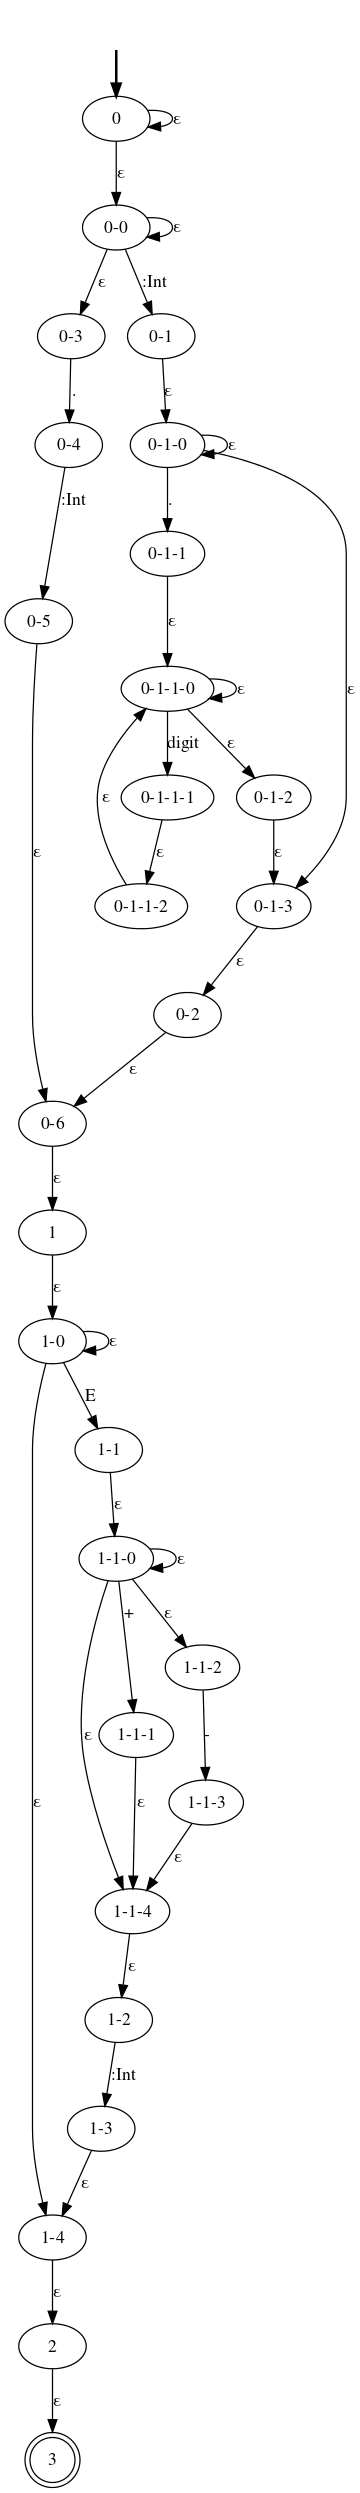 0
ε
ε
0-0
ε
ε
:Int
0-3
0-1
.
ε
0-4
0-1-0
ε
:Int
.
0-1-1
0-5
ε
0-1-1-0
ε
ε
digit
ε
ε
0-1-1-1
0-1-2
ε
ε
ε
0-1-1-2
0-1-3
ε
0-2
ε
0-6
ε
1
ε
1-0
ε
E
1-1
ε
1-1-0
ε
+
ε
1-1-2
ε
1-1-1
-
ε
ε
1-1-3
ε
1-1-4
ε
1-2
:Int
1-3
ε
1-4
ε
2
ε
3